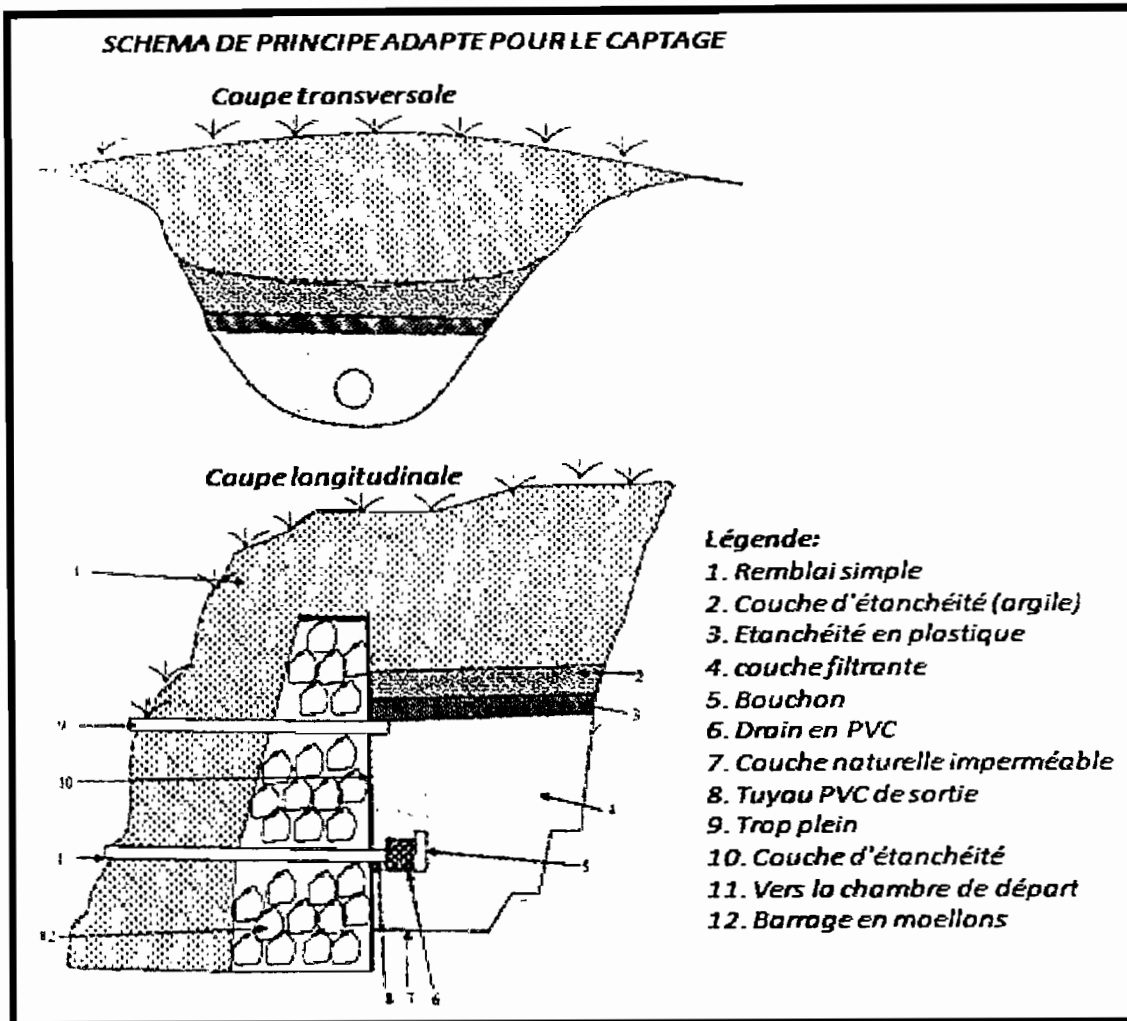 SCHEMA DE PRINCIPE ADAPTE POUR LE CAPTAGE
Coupe transversale
Coupe longitudinale
1
2
3
9
10
4
1
5
12
8 7 6
Légende:
1. Remblai simple
2. Couche d'étanchéité (argile)
3. Etanchéité en plastique
4. couche filtrante
5. Bouchon
6. Drain en PVC
7. Couche naturelle imperméable
8. Tuyau PVC de sortie
9. Trop plein
10. Couche d'étanchéité
11. Vers la chambre de départ
12. Barrage en moellons